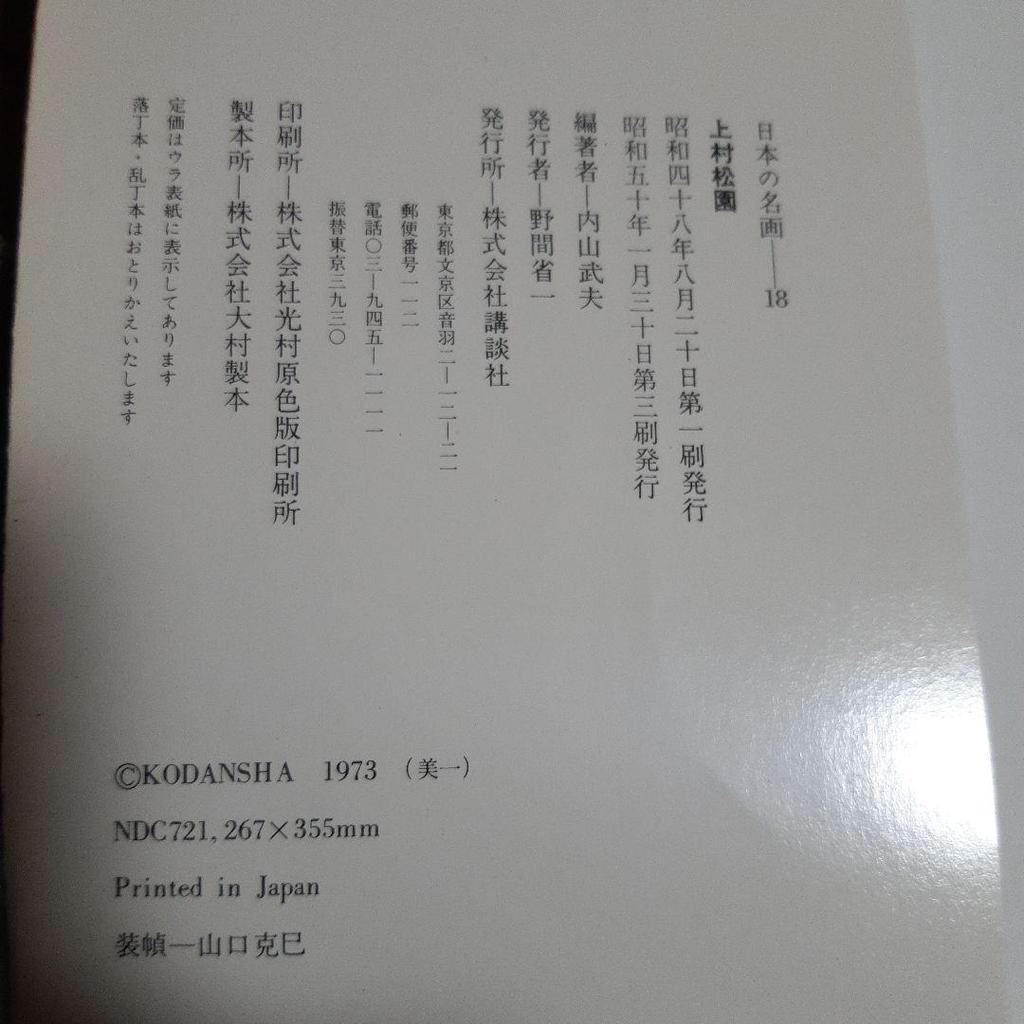 日本の名画——18
上村松園
昭和四十八年八月二十日第一刷発行
昭和五十年一月三十日第三刷発行
編著者—内山武夫
発行者—野間省一
発行所—株式会社講談社
東京都文京区音羽二—一二—二一
郵便番号一一二
電話〇三—九四五—一一一一
振替東京三九三〇
印刷所—株式会社光村原色版印刷所
製本所—株式会社大村製本
定価はウラ表紙に表示してあります
落丁本・乱丁本はおとりかえいたします
©KODANSHA 1973 (美一)
NDC721, 267×355mm
Printed in Japan
装幀—山口克巳